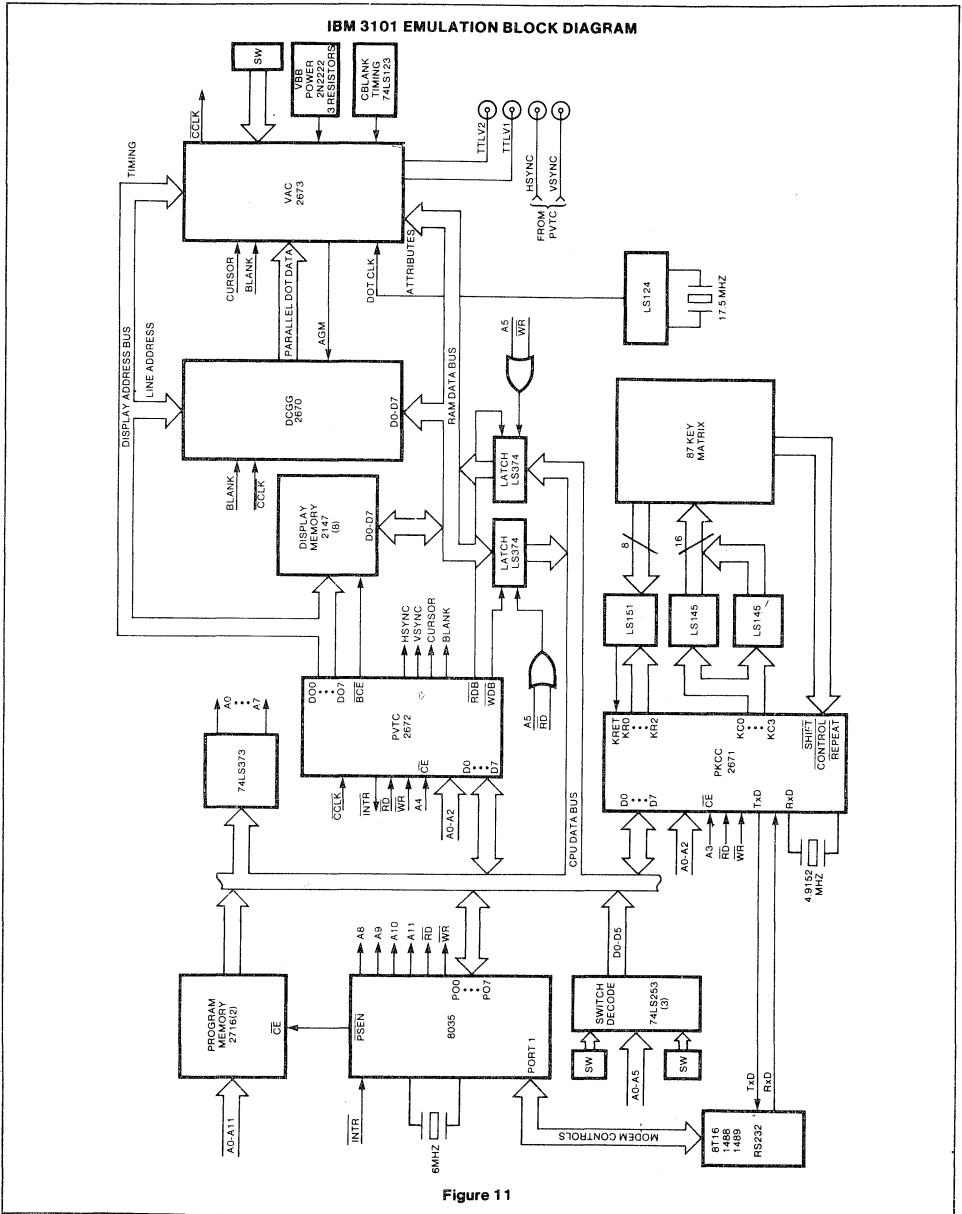 IBM 3101 EMULATION BLOCK DIAGRAM
SW
VBB
POWER
2N2222
3 RESISTORS
CBLANK
TIMING
74LS123
CCLK
TIMING
VAC
2673
TTLV2
TTLV1
HSYNC
VSYNC
FROM
PVTC
CURSOR
BLANK
PARALLEL DOT DATA
AGM
DOT CLK
ATTRIBUTES
DISPLAY ADDRESS BUS
LINE ADDRESS
DCGG
2670
D0-D7
BLANK
CCLK
RAM DATA BUS
LS124
17.5 MHZ
DISPLAY
MEMORY
2147
(8)
D0-D7
A5
WR
LATCH
LS374
LATCH
LS374
A5
RD
87 KEY
MATRIX
8
16
LS151
LS145
LS145
A0
A7
74LS373
DO0
DO7
BCE
HSYNC
VSYNC
CURSOR
BLANK
PVTC
2672
RDB
WDB
CCLK
INTR
RD
WR
A4
CE
A0-A2
D0
D7
CPU DATA BUS
KRET
KR0
KR2
KC0
KC3
SHIFT
CONTROL
REPEAT
PKCC
2671
D0
D7
CE
A0-A2
A3
RD
WR
TxD
RxD
4.9152
MHZ
PROGRAM
MEMORY
2716(2)
CE
A0-A11
A8
A9
A10
A11
RD
WR
PSEN
PO0
PO7
8035
PORT 1
INTR
6MHZ
D0-D5
SWITCH
DECODE
74LS253
(3)
SW
SW
A0-A5
MODEM CONTROLS
TxD
RxD
8T16
1488
1489
RS232
Figure 11